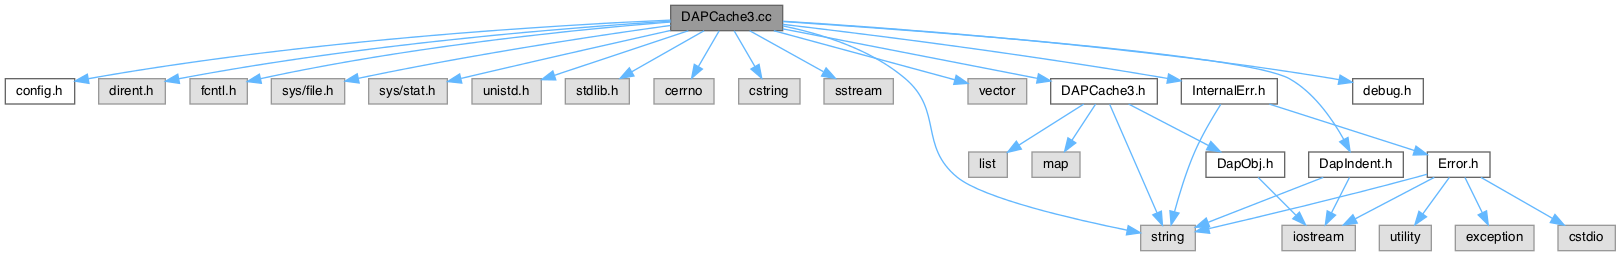 DAPCache3.cc
config.h
dirent.h
fcntl.h
sys/file.h
sys/stat.h
unistd.h
stdlib.h
cerrno
cstring
sstream
vector
DAPCache3.h
InternalErr.h
debug.h
list
map
DapObj.h
DapIndent.h
Error.h
string
iostream
utility
exception
cstdio